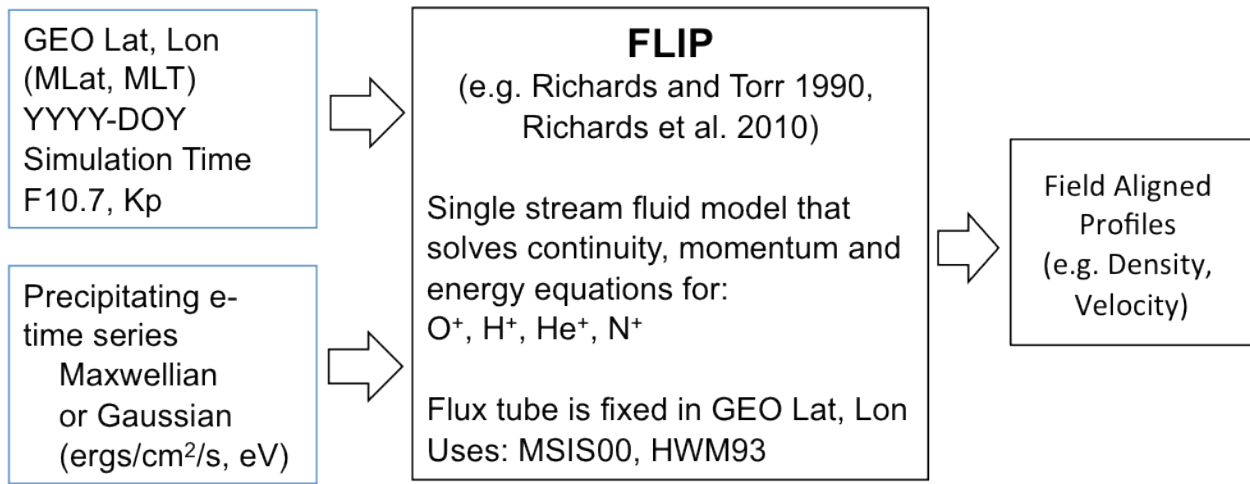 GEO Lat, Lon
(MLat, MLT)
YYYY-DOY
Simulation Time
F10.7, Kp
Precipitating e-
time series
Maxwellian
or Gaussian
(ergs/cm²/s, eV)
FLIP
(e.g. Richards and Torr 1990,
Richards et al. 2010)
Single stream fluid model that
solves continuity, momentum and
energy equations for:
O⁺, H⁺, He⁺, N⁺
Flux tube is fixed in GEO Lat, Lon
Uses: MSIS00, HWM93
Field Aligned
Profiles
(e.g. Density,
Velocity)